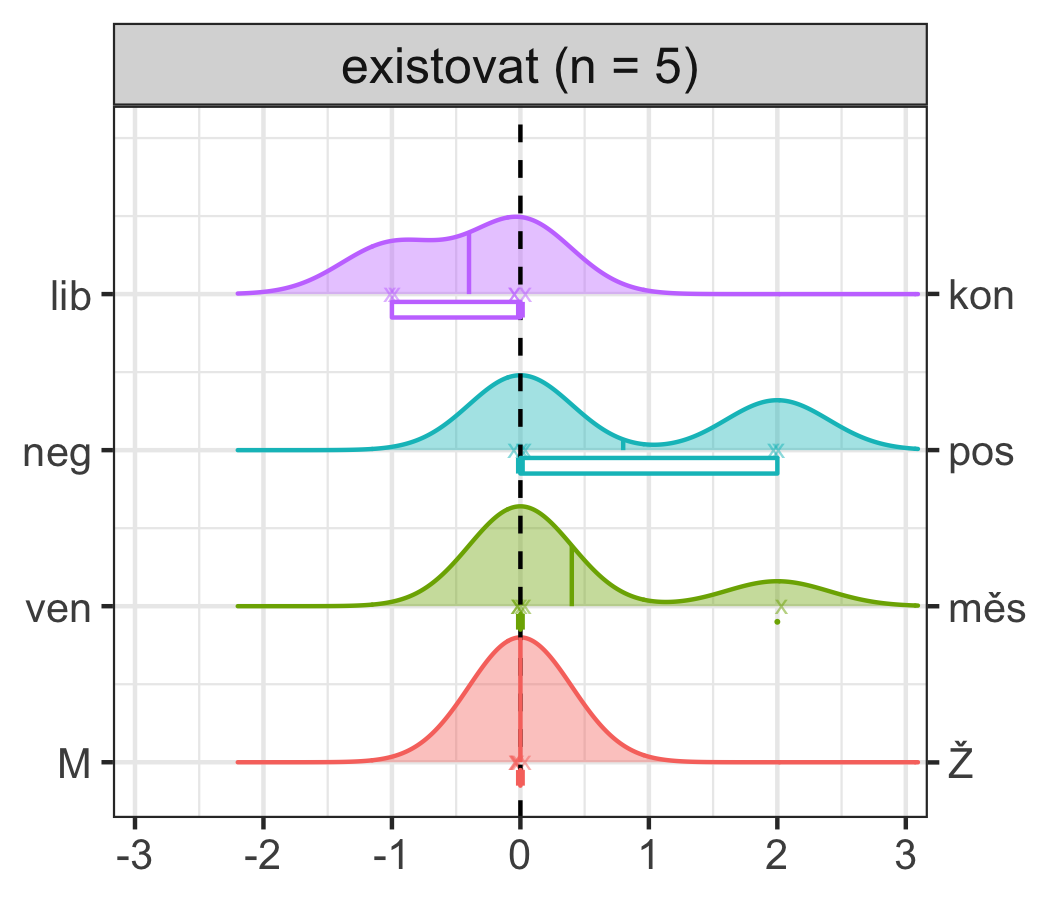 existovat (n = 5)
lib kon
neg pos
ven měs
M Ž
-3 -2 -1 0 1 2 3